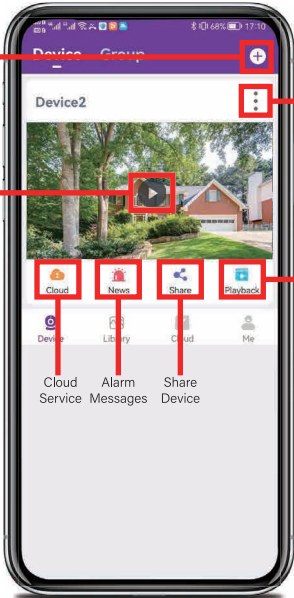 68% 17:10
Device Group
Device2
Cloud News Share Playback
Device Library Cloud Me
Cloud Alarm Share
Service Messages Device